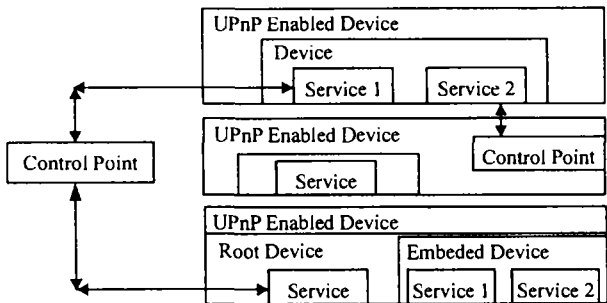 UPnP Enabled Device
Device
Service 1
Service 2
UPnP Enabled Device
Control Point
Control Point
Service
UPnP Enabled Device
Root Device
Embeded Device
Service
Service 1
Service 2